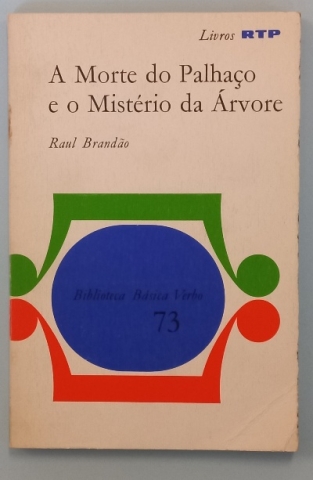 Livros RTP
A Morte do Palhaço
e o Mistério da Árvore
Raul Brandão
Biblioteca Básica Verbo
73